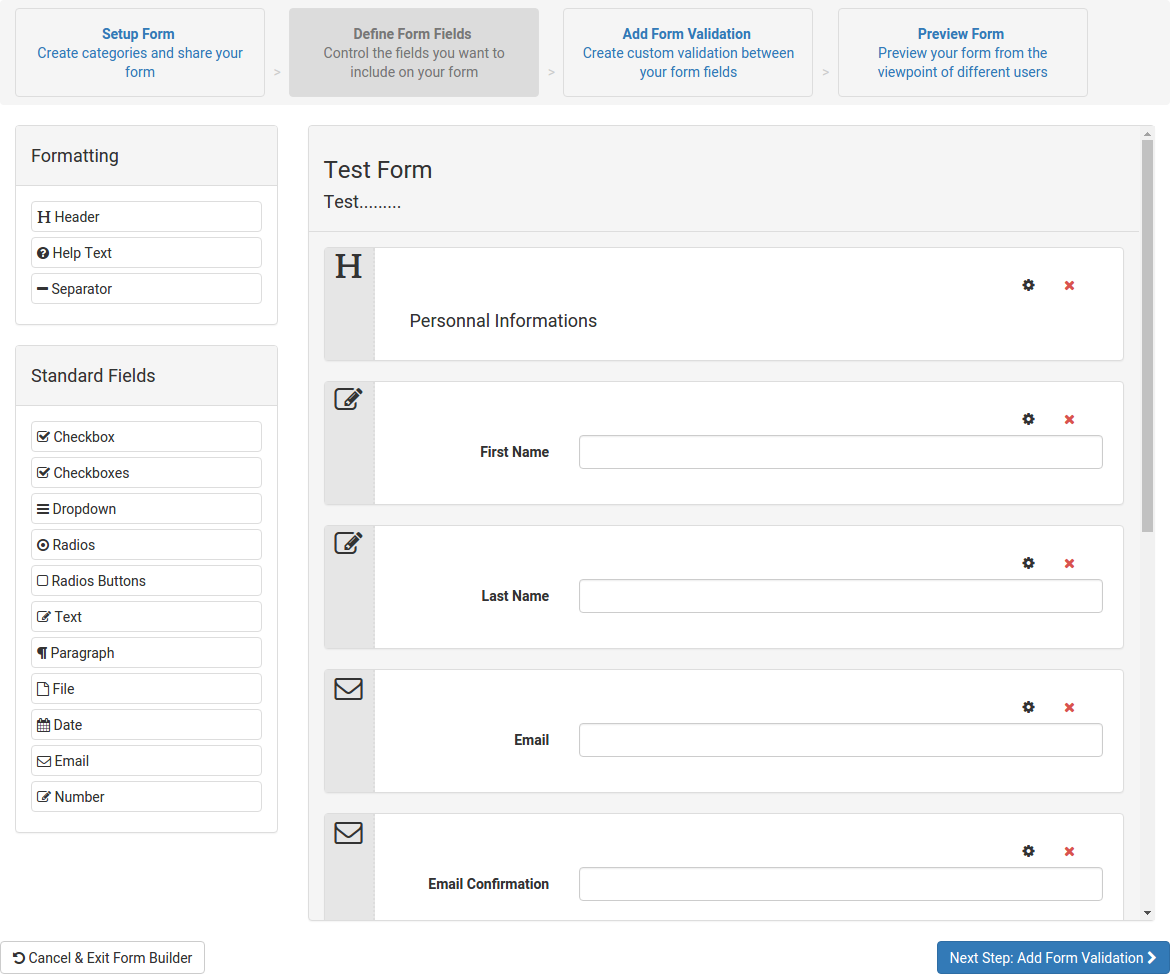 Setup Form
Create categories and share your
form
>
Define Form Fields
Control the fields you want to
include on your form
>
Add Form Validation
Create custom validation between
your form fields
>
Preview Form
Preview your form from the
viewpoint of different users
Formatting
Header
Help Text
Separator
Standard Fields
Checkbox
Checkboxes
Dropdown
Radios
Radios Buttons
Text
Paragraph
File
Date
Email
Number
Test Form
Test.........
H
Personnal Informations
First Name
Last Name
Email
Email Confirmation
Cancel & Exit Form Builder
Next Step: Add Form Validation